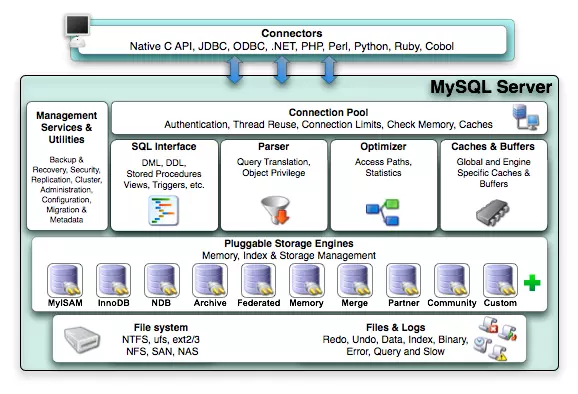 Connectors
Native C API, JDBC, ODBC, .NET, PHP, Perl, Python, Ruby, Cobol
MySQL Server
Management
Services &
Utilities
Backup &
Recovery, Security,
Replication, Cluster,
Administration,
Configuration,
Migration &
Metadata
Connection Pool
Authentication, Thread Reuse, Connection Limits, Check Memory, Caches
SQL Interface
DML, DDL,
Stored Procedures
Views, Triggers, etc.
Parser
Query Translation,
Object Privilege
Optimizer
Access Paths,
Statistics
Caches & Buffers
Global and Engine
Specific Caches &
Buffers
Pluggable Storage Engines
Memory, Index & Storage Management
MyISAM InnoDB NDB Archive Federated Memory Merge Partner Community Custom
File system
NTFS, ufs, ext2/3
NFS, SAN, NAS
Files & Logs
Redo, Undo, Data, Index, Binary,
Error, Query and Slow